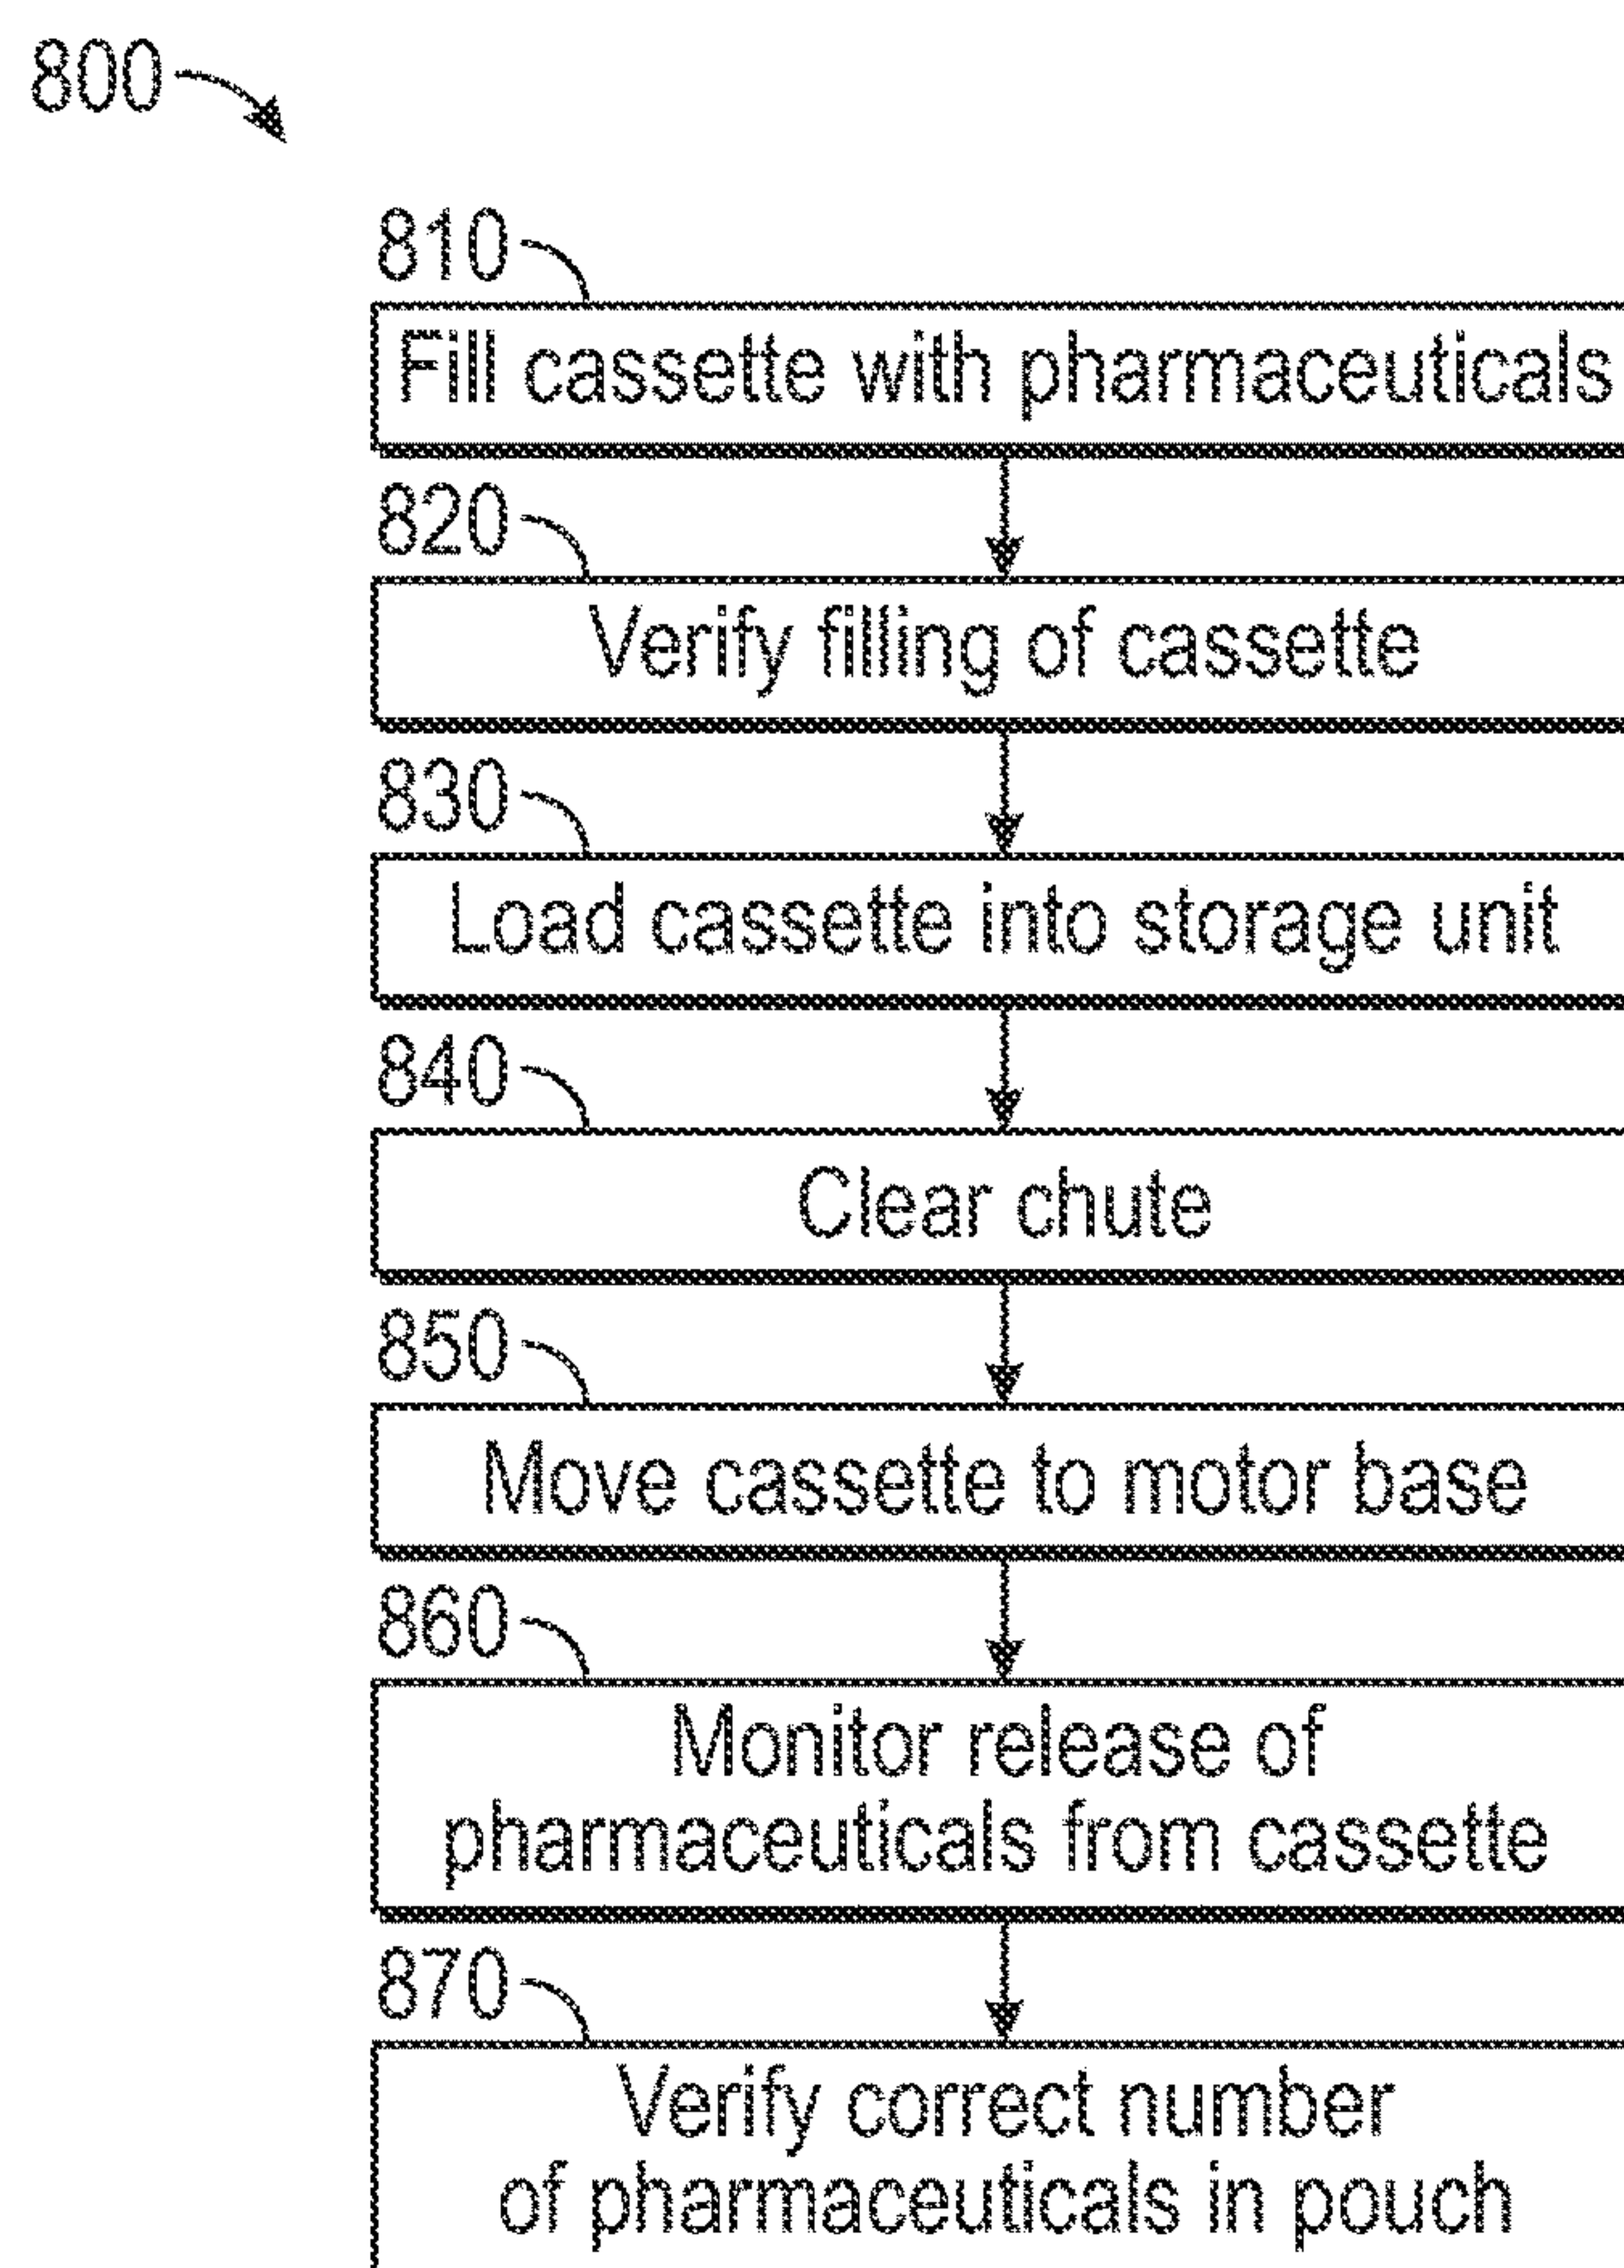 800
810
Fill cassette with pharmaceuticals
820
Verify filling of cassette
830
Load cassette into storage unit
840
Clear chute
850
Move cassette to motor base
860
Monitor release of
pharmaceuticals from cassette
870
Verify correct number
of pharmaceuticals in pouch